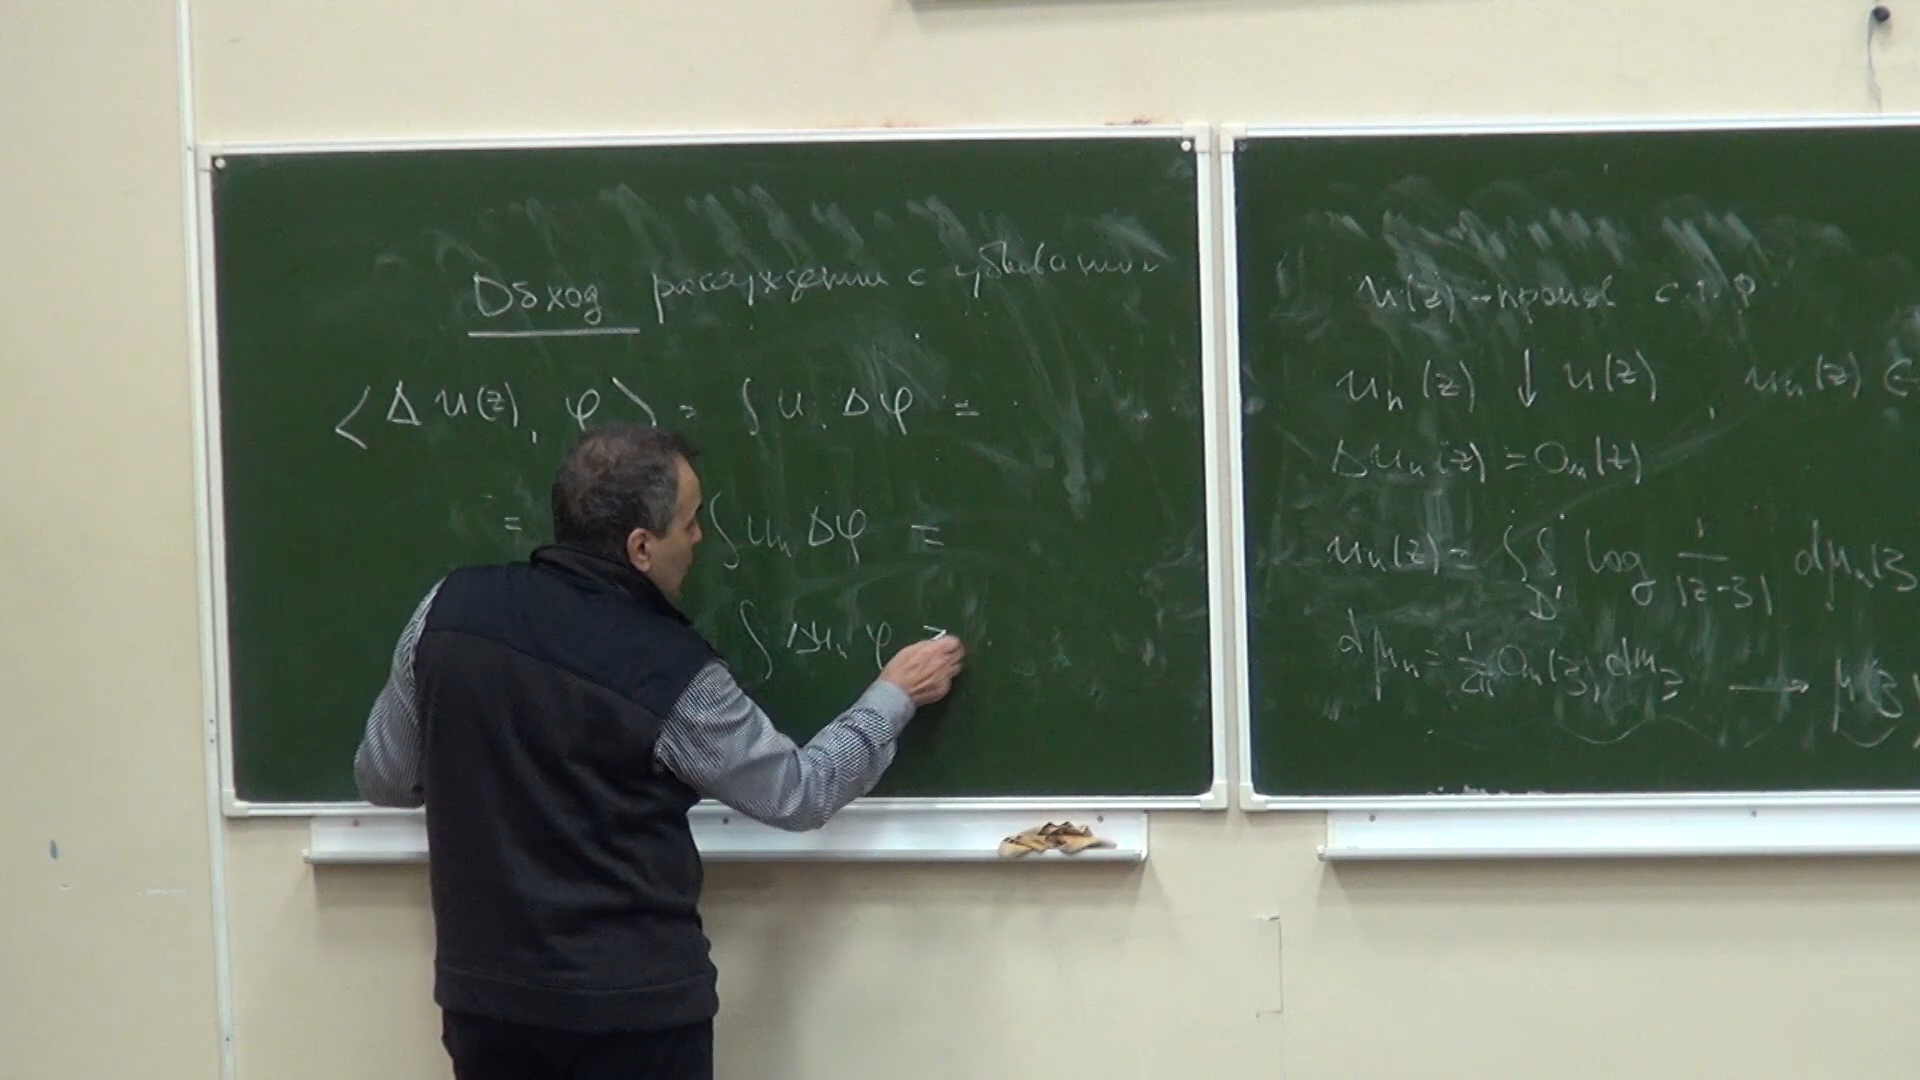 Обход рассуждения с убыванием
⟨Δu(z), φ⟩ = ∫ u Δφ =
= ∫ uₙ Δφ =
∫ Δuₙ φ ≥
u(z) - произв с.г.ф
uₙ(z) ↓ u(z), uₙ(z) ∈
Δuₙ(z) = Oₙ(z)
uₙ(z) = ∫∫ log 1/|z-ζ| dμₙ(ζ
D'
dμₙ = 1/2π Oₙ(ζ) dm_ζ → μ(ζ)